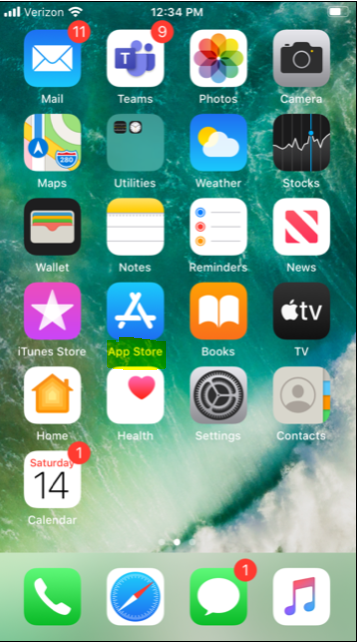 Verizon 12:34 PM
11 9
Mail Teams Photos Camera
280
Maps Utilities Weather Stocks
Wallet Notes Reminders News
tv
iTunes Store App Store Books TV
Home Health Settings Contacts
Saturday 1
14
Calendar
1